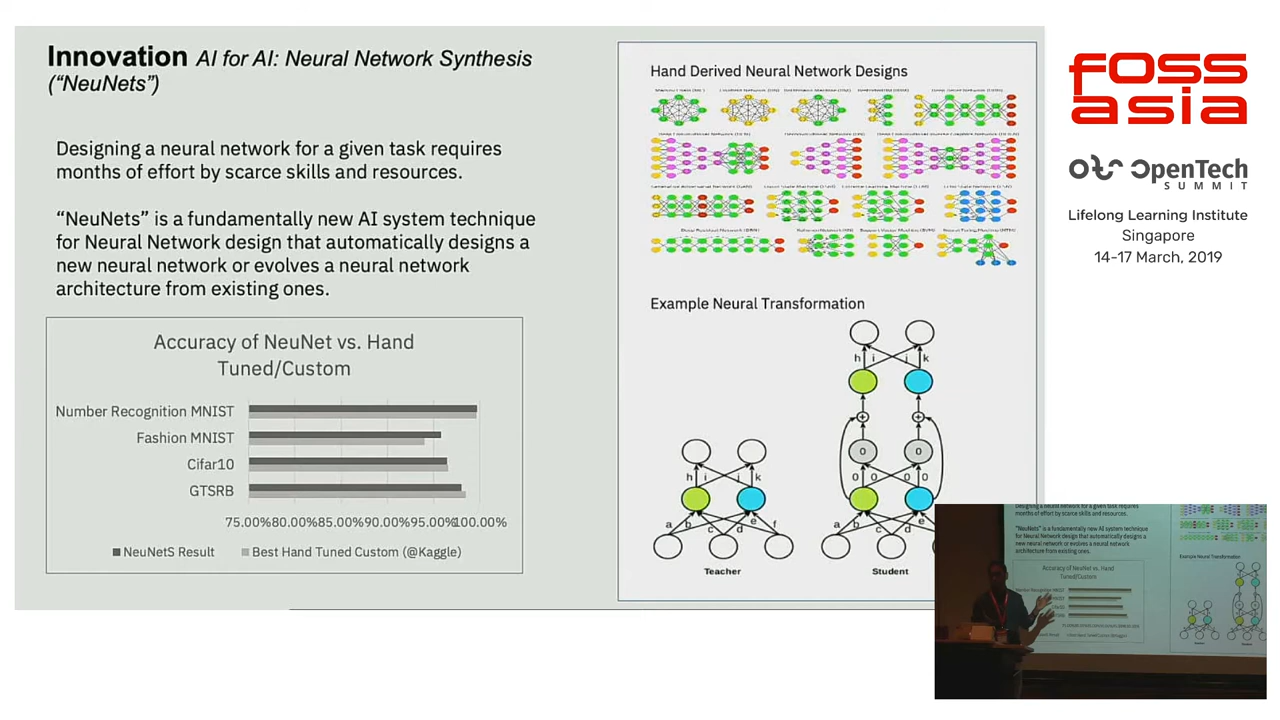 Innovation AI for AI: Neural Network Synthesis
("NeuNets")
Designing a neural network for a given task requires
months of effort by scarce skills and resources.
“NeuNets” is a fundamentally new AI system technique
for Neural Network design that automatically designs a
new neural network or evolves a neural network
architecture from existing ones.
Accuracy of NeuNet vs. Hand
Tuned/Custom
Number Recognition MNIST
Fashion MNIST
Cifar10
GTSRB
75.00%80.00%85.00%90.00%95.00%100.00%
NeuNetS Result
Best Hand Tuned Custom (@Kaggle)
Hand Derived Neural Network Designs
Example Neural Transformation
h i j k
0 0
h i j k
0 0 0 0
a b c d e f
a b c d e
Teacher
Student
FOSS
asia
OpenTech
SUMMIT
Lifelong Learning Institute
Singapore
14-17 March, 2019